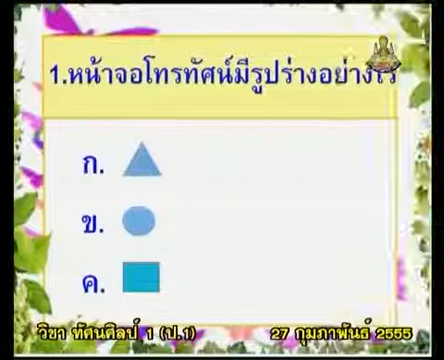 1.หน้าจอโทรทัศน์มีรูปร่างอย่างไร
ก.
ข.
ค.
วิชา ทัศนศิลป์ 1 (ป.1)
27 กุมภาพันธ์ 2555